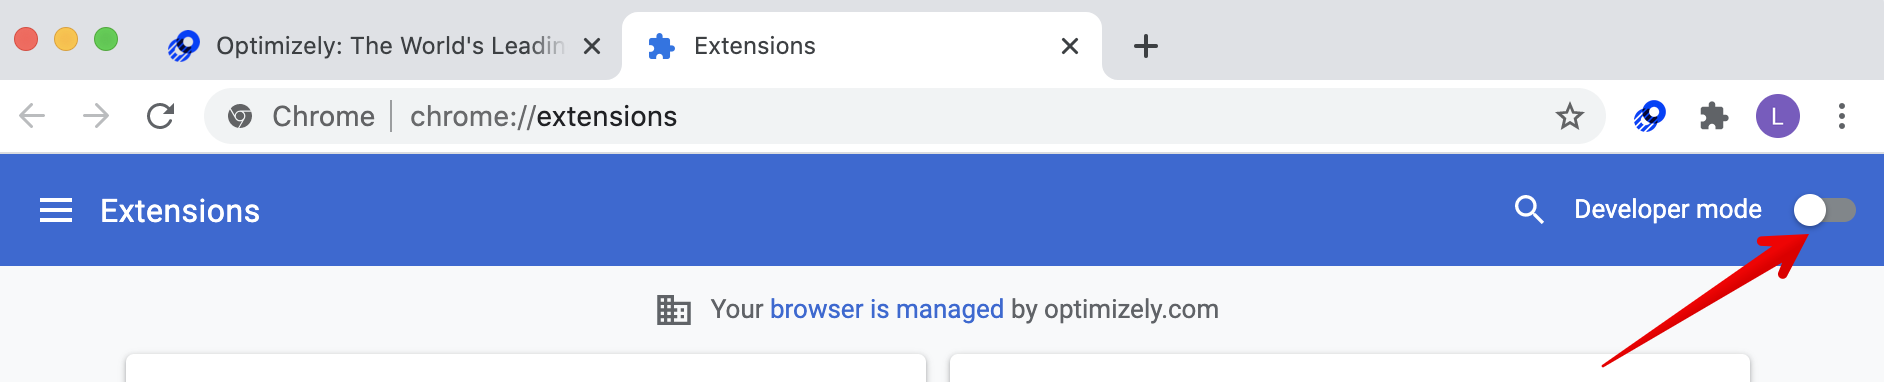 Optimizely: The World's Leadin
Extensions
Chrome
chrome://extensions
L
Extensions
Developer mode
Your browser is managed by optimizely.com